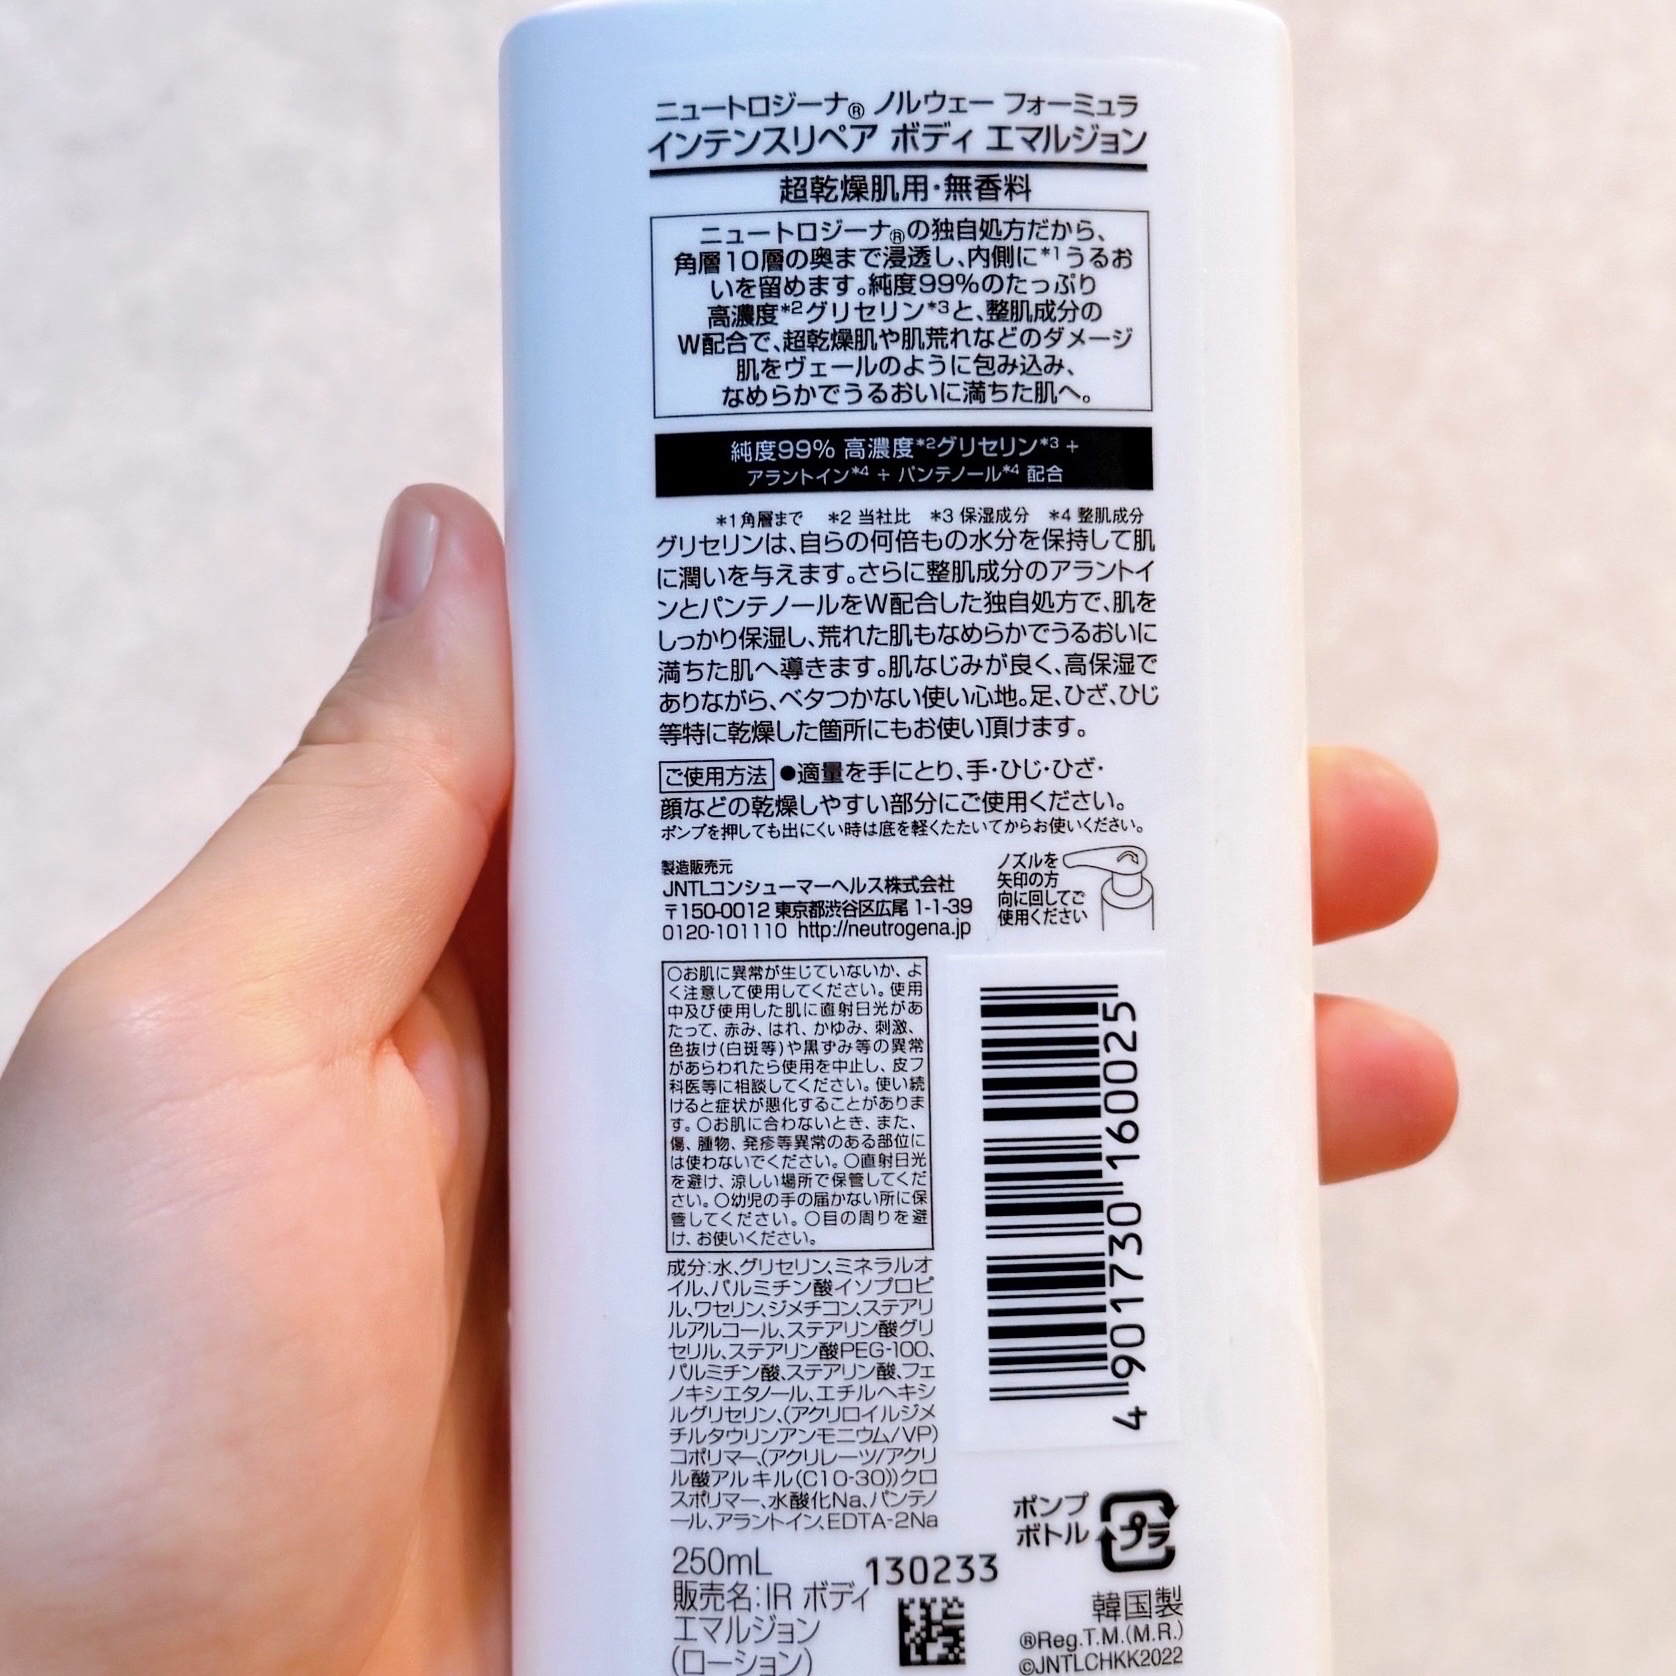 ニュートロジーナ® ノルウェー フォーミュラ
インテンスリペア ボディ エマルジョン
超乾燥肌用・無香料
ニュートロジーナ®の独自処方だから、
角層10層の奥まで浸透し、内側に*1うるお
いを留めます。純度99%のたっぷり
高濃度*2グリセリン*3と、整肌成分の
W配合で、超乾燥肌や肌荒れなどのダメージ
肌をヴェールのように包み込み、
なめらかでうるおいに満ちた肌へ。
純度99% 高濃度*2グリセリン*3 +
アラントイン*4 + パンテノール*4 配合
*1角層まで *2 当社比 *3 保湿成分 *4 整肌成分
グリセリンは、自らの何倍もの水分を保持して肌
に潤いを与えます。さらに整肌成分のアラントイ
ンとパンテノールをW配合した独自処方で、肌を
しっかり保湿し、荒れた肌もなめらかでうるおいに
満ちた肌へ導きます。肌なじみが良く、高保湿で
ありながら、ベタつかない使い心地。足、ひざ、ひじ
等特に乾燥した箇所にもお使い頂けます。
ご使用方法 ●適量を手にとり、手・ひじ・ひざ・
顔などの乾燥しやすい部分にご使用ください。
ポンプを押しても出にくい時は底を軽くたたいてからお使いください。
製造販売元
JNTLコンシューマーヘルス株式会社
〒150-0012 東京都渋谷区広尾 1-1-39
0120-101110 http://neutrogena.jp
ノズルを
矢印の方
向に回してご
使用ください
○お肌に異常が生じていないか、よ
く注意して使用してください。使用
中及び使用した肌に直射日光があ
たって、赤み、はれ、かゆみ、刺激、
色抜け(白斑等)や黒ずみ等の異常
があらわれたら使用を中止し、皮フ
科医等に相談してください。使い続
けると症状が悪化することがありま
す。○お肌に合わないとき、また、
傷、腫物、発疹等異常のある部位に
は使わないでください。○直射日光
を避け、涼しい場所で保管してくだ
さい。○幼児の手の届かない所に保
管してください。○目の周りを避
け、お使いください。
成分:水、グリセリン、ミネラルオ
イル、パルミチン酸イソプロピ
ル、ワセリン、ジメチコン、ステアリ
ルアルコール、ステアリン酸グリ
セリル、ステアリン酸PEG-100、
パルミチン酸、ステアリン酸、フェ
ノキシエタノール、エチルヘキシ
ルグリセリン、(アクリロイルジメ
チルタウリンアンモニウム/VP)
コポリマー、(アクリレーツ/アクリ
ル酸アルキル(C10-30))クロ
スポリマー、水酸化Na、パンテノ
ール、アラントイン、EDTA-2Na
4 901730 160025
ポンプ
ボトル
プラ
250mL
130233
販売名:IR ボディ
エマルジョン
(ローション)
韓国製
®Reg.T.M.(M.R.)
©JNTLCHKK2022